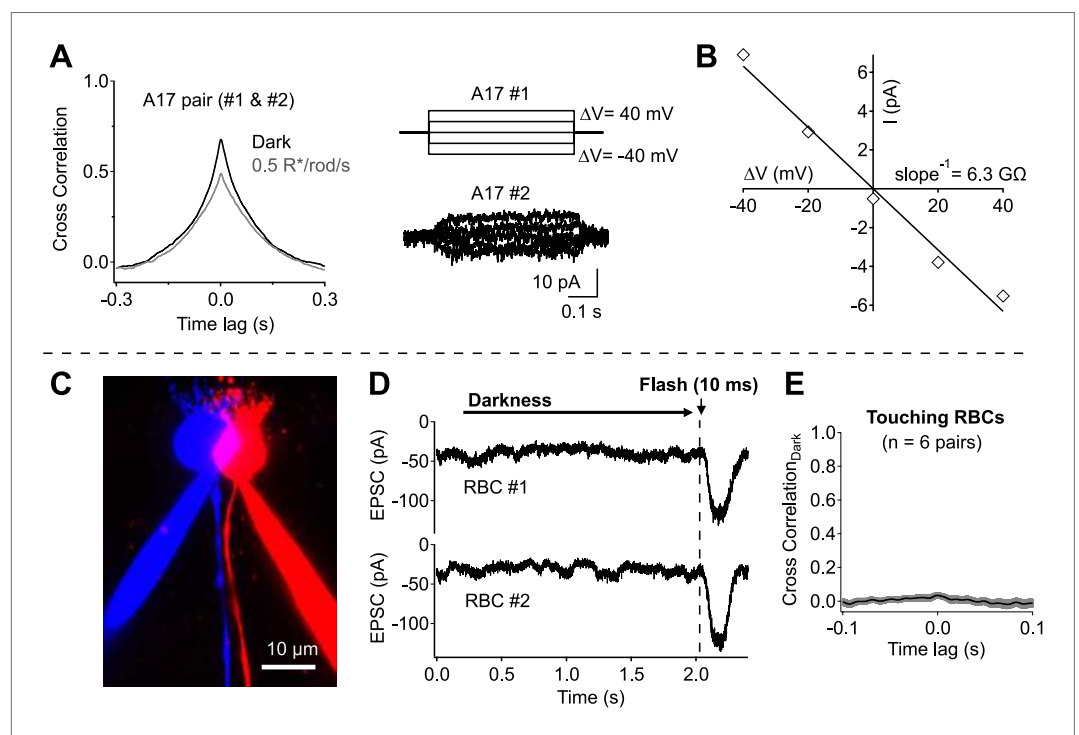 A
1.0
0.5
0.0
Cross Correlation
A17 pair (#1 & #2)
Dark
0.5 R*/rod/s
−0.3
0.0
0.3
Time lag (s)
A17 #1
ΔV= 40 mV
ΔV= -40 mV
A17 #2
10 pA
0.1 s
B
6
4
2
I (pA)
ΔV (mV)
slope⁻¹ = 6.3 GΩ
−40
−20
20
40
−2
−4
−6
C
10 µm
D
Flash (10 ms)
Darkness
0
−50
−100
EPSC (pA)
RBC #1
0
−50
−100
EPSC (pA)
RBC #2
0.0
0.5
1.0
1.5
2.0
Time (s)
E
Touching RBCs
(n = 6 pairs)
1.0
0.8
0.6
0.4
0.2
0.0
Cross Correlation_Dark
−0.1
0.0
0.1
Time lag (s)